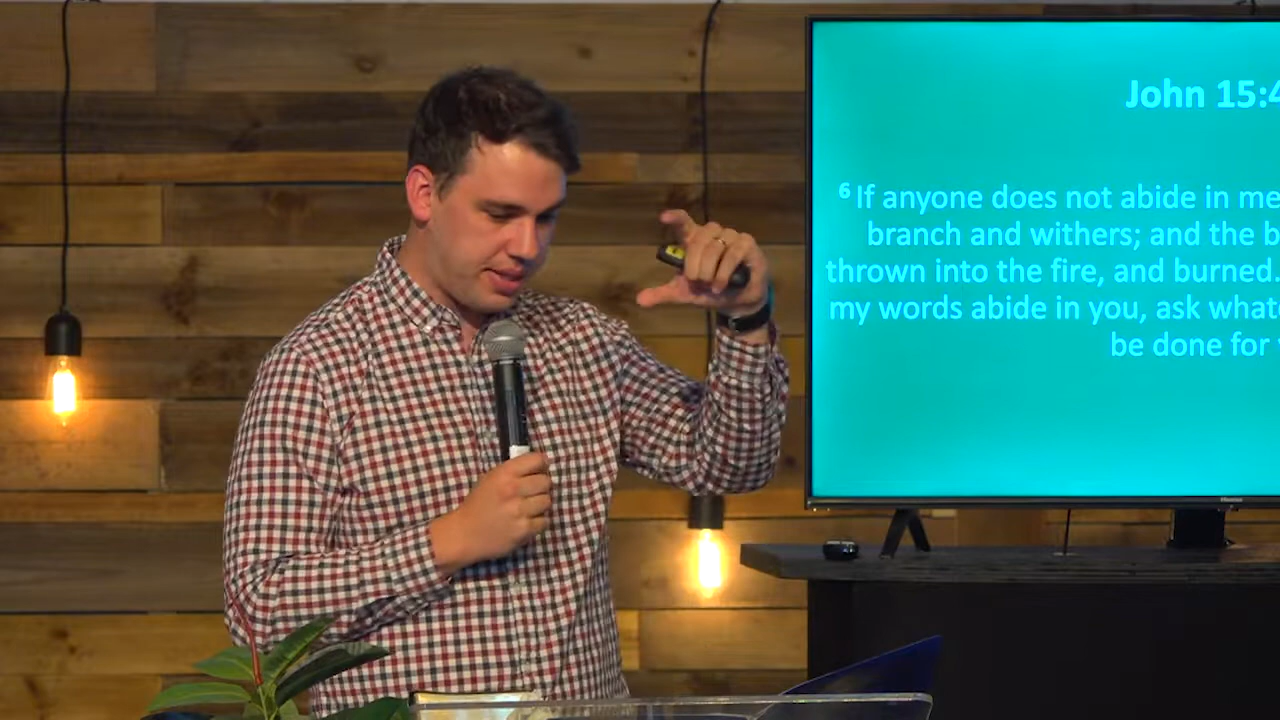 John 15:4
6 If anyone does not abide in me
branch and withers; and the b
thrown into the fire, and burned.
my words abide in you, ask what
be done for
Hisense